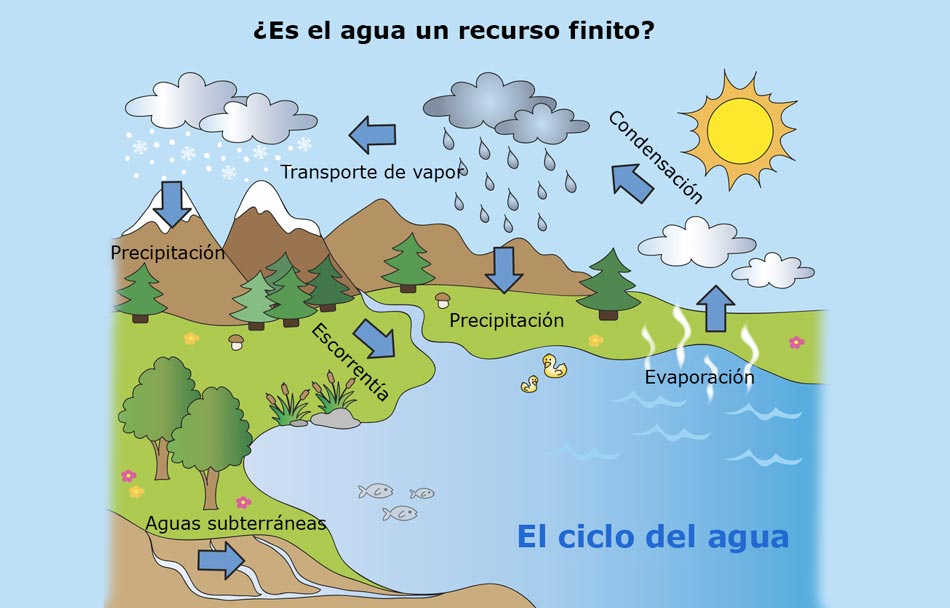 ¿Es el agua un recurso finito?
Condensación
Transporte de vapor
Precipitación
Precipitación
Escorrentía
Evaporación
Aguas subterráneas
El ciclo del agua